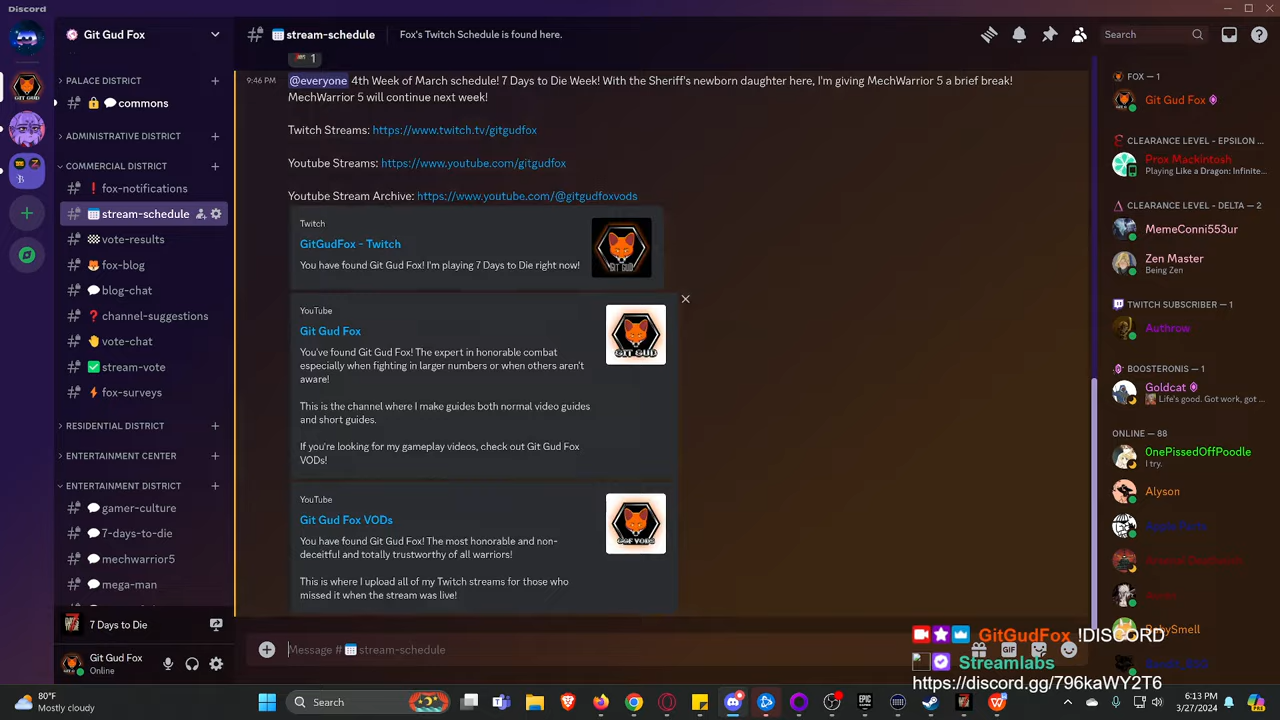 Discord
Git Gud Fox
stream-schedule
Fox's Twitch Schedule is found here.
Search
PALACE DISTRICT
commons
ADMINISTRATIVE DISTRICT
COMMERCIAL DISTRICT
fox-notifications
stream-schedule
vote-results
fox-blog
blog-chat
channel-suggestions
vote-chat
stream-vote
fox-surveys
RESIDENTIAL DISTRICT
ENTERTAINMENT CENTER
ENTERTAINMENT DISTRICT
gamer-culture
7-days-to-die
mechwarrior5
mega-man
7 Days to Die
Git Gud Fox
Online
1
9:46 PM
@everyone 4th Week of March schedule! 7 Days to Die Week! With the Sheriff's newborn daughter here, I'm giving MechWarrior 5 a brief break!
MechWarrior 5 will continue next week!
Twitch Streams: https://www.twitch.tv/gitgudfox
Youtube Streams: https://www.youtube.com/gitgudfox
Youtube Stream Archive: https://www.youtube.com/@gitgudfoxvods
Twitch
GitGudFox - Twitch
You have found Git Gud Fox! I'm playing 7 Days to Die right now!
GIT GUD
YouTube
Git Gud Fox
You've found Git Gud Fox! The expert in honorable combat
especially when fighting in larger numbers or when others aren't
aware!
This is the channel where I make guides both normal video guides
and short guides.
If you're looking for my gameplay videos, check out Git Gud Fox
VODs!
GIT GUD
YouTube
Git Gud Fox VODs
You have found Git Gud Fox! The most honorable and non-
deceitful and totally trustworthy of all warriors!
This is where I upload all of my Twitch streams for those who
missed it when the stream was live!
GGF VODS
Message # stream-schedule
GIF
FOX — 1
Git Gud Fox
CLEARANCE LEVEL - EPSILON ...
Prox Mackintosh
Playing Like a Dragon: Infinite...
CLEARANCE LEVEL - DELTA — 2
MemeConni553ur
Zen Master
Being Zen
TWITCH SUBSCRIBER — 1
Authrow
BOOSTERONIS — 1
Goldcat
Life's good. Got work, got ...
ONLINE — 88
0nePissedOffPoodle
I try.
Alyson
BabySmell
GitGudFox !DISCORD
Streamlabs
https://discord.gg/796kaWY2T6
80°F
Mostly cloudy
Search
6:13 PM
3/27/2024